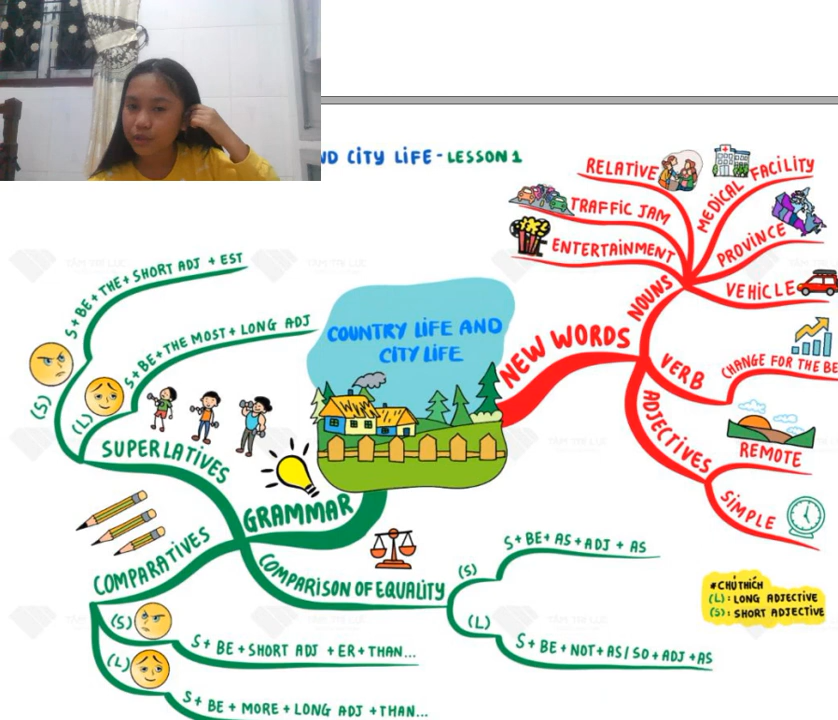 ND CITY LIFE - LESSON 1
RELATIVE
MEDICAL FACILITY
TRAFFIC JAM
PROVINCE
ENTERTAINMENT
VEHICLE
NOUNS
S + BE + THE + SHORT ADJ + EST
S + BE + THE MOST + LONG ADJ
COUNTRY LIFE AND
CITY LIFE
NEW WORDS
VERB
CHANGE FOR THE BE
ADJECTIVES
REMOTE
SIMPLE
(S)
(L)
SUPERLATIVES
GRAMMAR
COMPARATIVES
COMPARISON OF EQUALITY
(S)
S + BE + AS + ADJ + AS
(L)
S + BE + NOT + AS / SO + ADJ + AS
(S)
S + BE + SHORT ADJ + ER + THAN...
(L)
S + BE + MORE + LONG ADJ + THAN...
#CHÚ THÍCH
(L): LONG ADJECTIVE
(S): SHORT ADJECTIVE
TÂM TRI LỰC